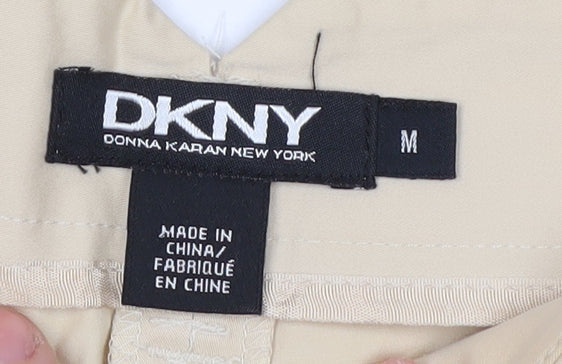 DKNY
DONNA KARAN NEW YORK
M
MADE IN
CHINA/
FABRIQUÉ
EN CHINE